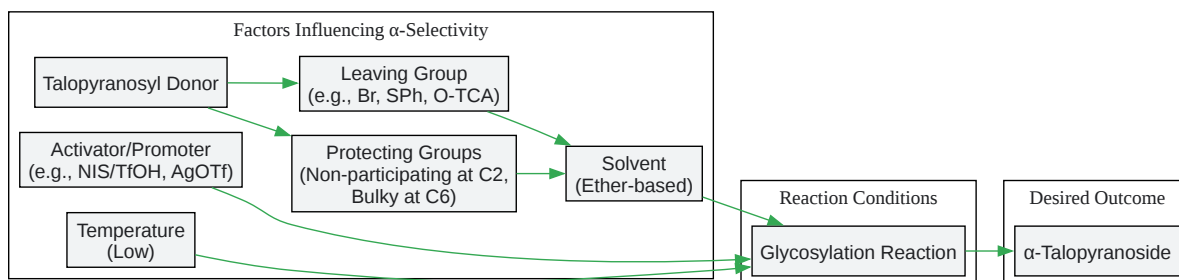 Factors Influencing α-Selectivity
Talopyranosyl Donor
Leaving Group
(e.g., Br, SPh, O-TCA)
Activator/Promoter
(e.g., NIS/TfOH, AgOTf)
Protecting Groups
(Non-participating at C2,
Bulky at C6)
Solvent
(Ether-based)
Temperature
(Low)
Reaction Conditions
Glycosylation Reaction
Desired Outcome
α-Talopyranoside